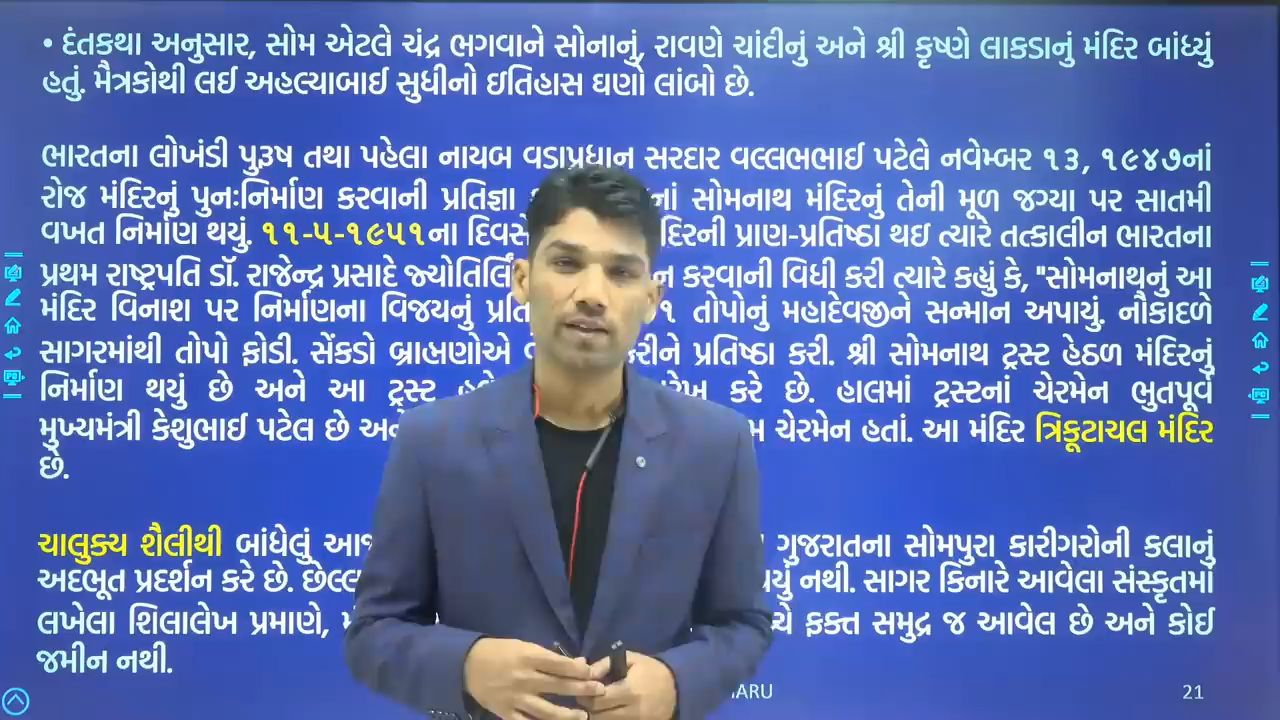 • દંતકથા અનુસાર, સોમ એટલે ચંદ્ર ભગવાને સોનાનું, રાવણે ચાંદીનું અને શ્રી કૃષ્ણે લાકડાનું મંદિર બાંધ્યું
હતું. મૈત્રકોથી લઈ અહલ્યાબાઈ સુધીનો ઇતિહાસ ઘણો લાંબો છે.
ભારતના લોખંડી પુરૂષ તથા પહેલા નાયબ વડાપ્રધાન સરદાર વલ્લભભાઈ પટેલે નવેમ્બર ૧૩, ૧૯૪૭નાં
રોજ મંદિરનું પુનઃનિર્માણ કરવાની પ્રતિજ્ઞા નાં સોમનાથ મંદિરનું તેની મૂળ જગ્યા પર સાતમી
વખત નિર્માણ થયું. ૧૧-૫-૧૯૫૧ના દિવસે દિરની પ્રાણ-પ્રતિષ્ઠા થઇ ત્યારે તત્કાલીન ભારતના
પ્રથમ રાષ્ટ્રપતિ ડૉ. રાજેન્દ્ર પ્રસાદે જ્યોતિર્લિં ન કરવાની વિધી કરી ત્યારે કહ્યું કે, "સોમનાથનું આ
મંદિર વિનાશ પર નિર્માણના વિજયનું પ્રતિ ૧ તોપોનું મહાદેવજીને સન્માન અપાયું. નૌકાદળે
સાગરમાંથી તોપો ફોડી. સેંકડો બ્રાહ્મણોએ કરીને પ્રતિષ્ઠા કરી. શ્રી સોમનાથ ટ્રસ્ટ હેઠળ મંદિરનું
નિર્માણ થયું છે અને આ ટ્રસ્ટ રેખ કરે છે. હાલમાં ટ્રસ્ટનાં ચેરમેન ભુતપૂર્વ
મુખ્યમંત્રી કેશુભાઈ પટેલ છે અને મ ચેરમેન હતાં. આ મંદિર ત્રિકૂટાચલ મંદિર
છે.
ચાલુક્ય શૈલીથી બાંધેલું ગુજરાતના સોમપુરા કારીગરોની કલાનું
અદભૂત પ્રદર્શન કરે છે. છેલ્લા થયું નથી. સાગર કિનારે આવેલા સંસ્કૃતમાં
લખેલા શિલાલેખ પ્રમાણે, ફક્ત સમુદ્ર જ આવેલ છે અને કોઈ
જમીન નથી.
ARU 21